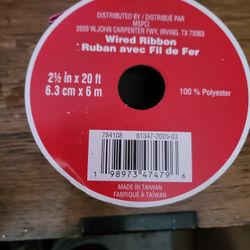 DISTRIBUTED BY / DISTRIBUÉ PAR
MSPCI
3939 W. JOHN CARPENTER FWY, IRVING, TX 75063
Wired Ribbon
Ruban avec Fil de Fer
2½ in x 20 ft
6.3 cm x 6 m
100 % Polyester
784108 81347-2025-03
1 98973 47479 6
MADE IN TAIWAN
FABRIQUÉ À TAIWAN